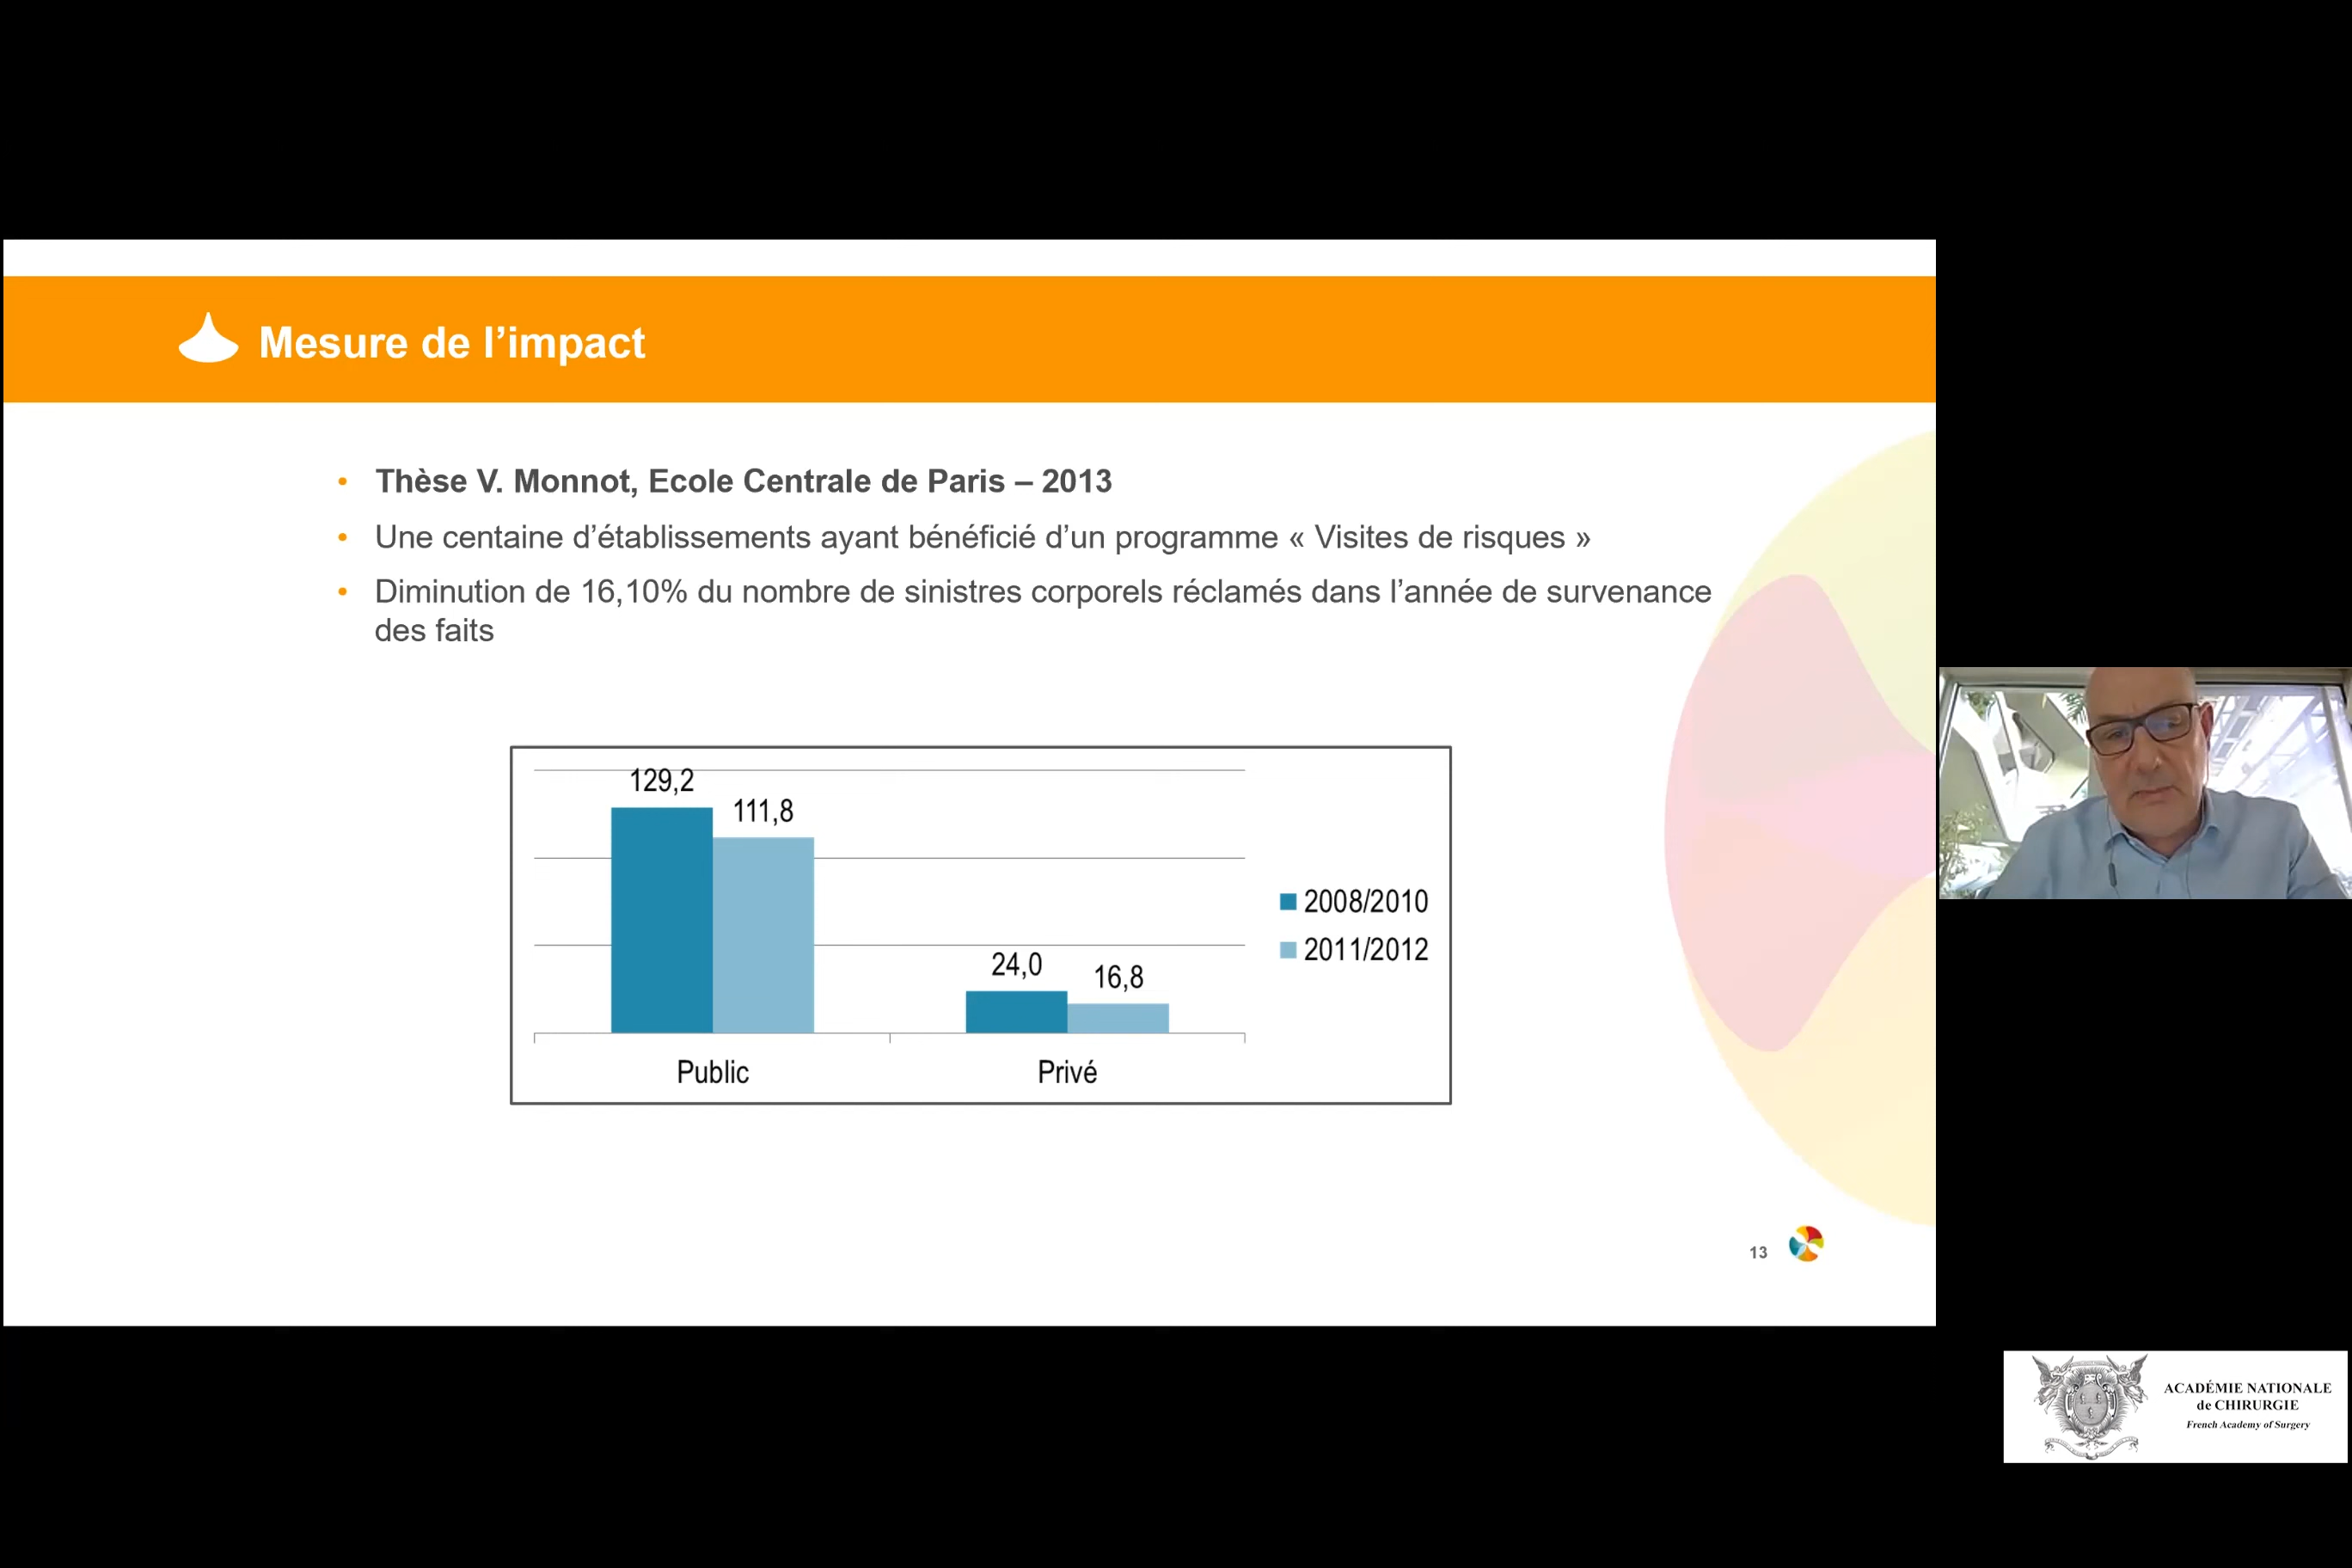 Mesure de l’impact
• Thèse V. Monnot, Ecole Centrale de Paris – 2013
• Une centaine d’établissements ayant bénéficié d’un programme « Visites de risques »
• Diminution de 16,10% du nombre de sinistres corporels réclamés dans l’année de survenance
des faits
129,2
111,8
24,0
16,8
Public
Privé
2008/2010
2011/2012
13
ACADÉMIE NATIONALE
de CHIRURGIE
French Academy of Surgery